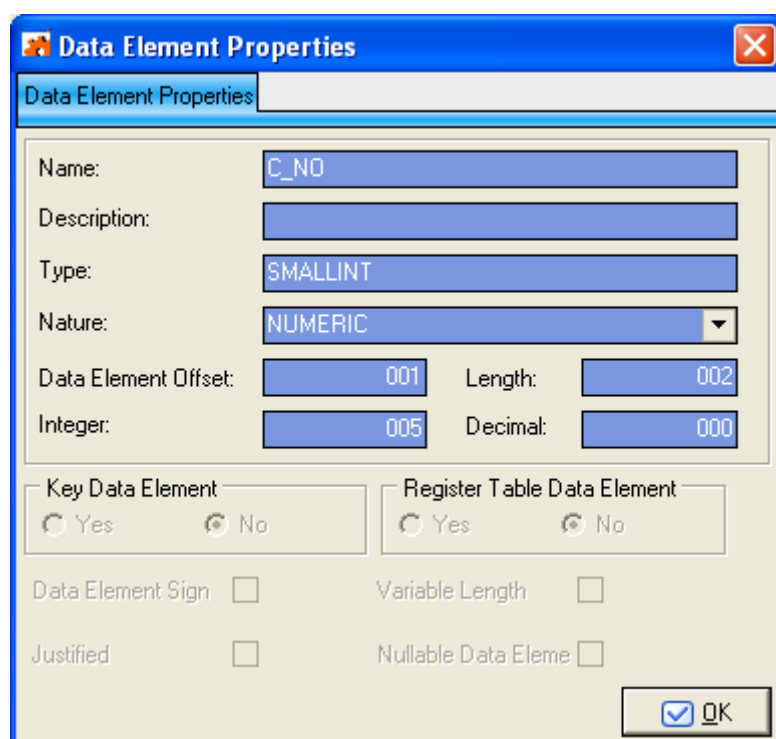 Data Element Properties
Data Element Properties
Name: C_NO
Description:
Type: SMALLINT
Nature: NUMERIC
Data Element Offset: 001 Length: 002
Integer: 005 Decimal: 000
Key Data Element Register Table Data Element
Yes No Yes No
Data Element Sign Variable Length
Justified Nullable Data Eleme
OK